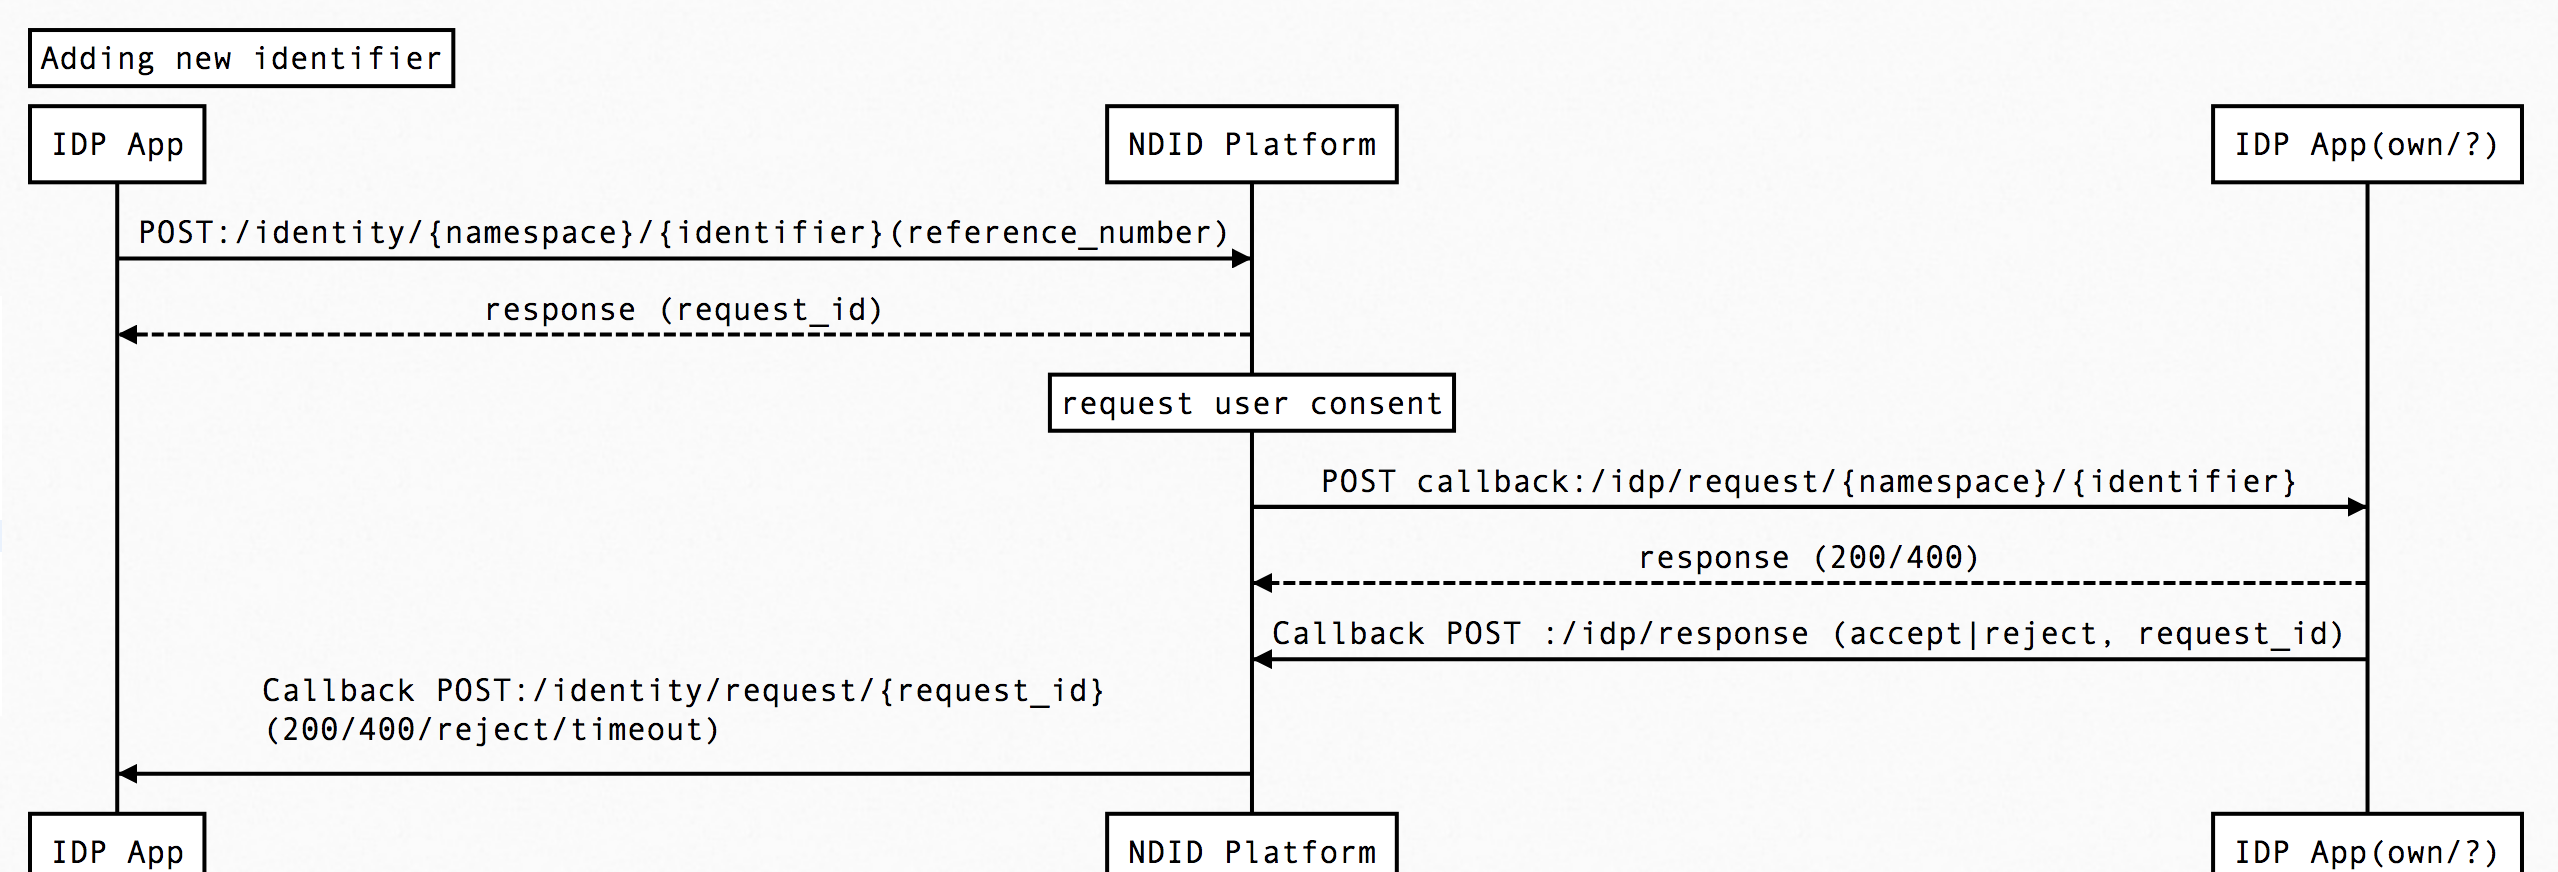 Adding new identifier
IDP App
NDID Platform
IDP App(own/?)
POST:/identity/{namespace}/{identifier}(reference_number)
response (request_id)
request user consent
POST callback:/idp/request/{namespace}/{identifier}
response (200/400)
Callback POST :/idp/response (accept|reject, request_id)
Callback POST:/identity/request/{request_id}
(200/400/reject/timeout)
IDP App
NDID Platform
IDP App(own/?)